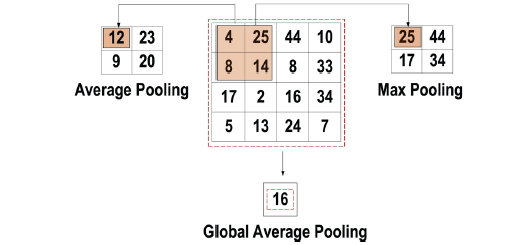 12 23
9 20
Average Pooling
4 25 44 10
8 14 8 33
17 2 16 34
5 13 24 7
25 44
17 34
Max Pooling
16
Global Average Pooling